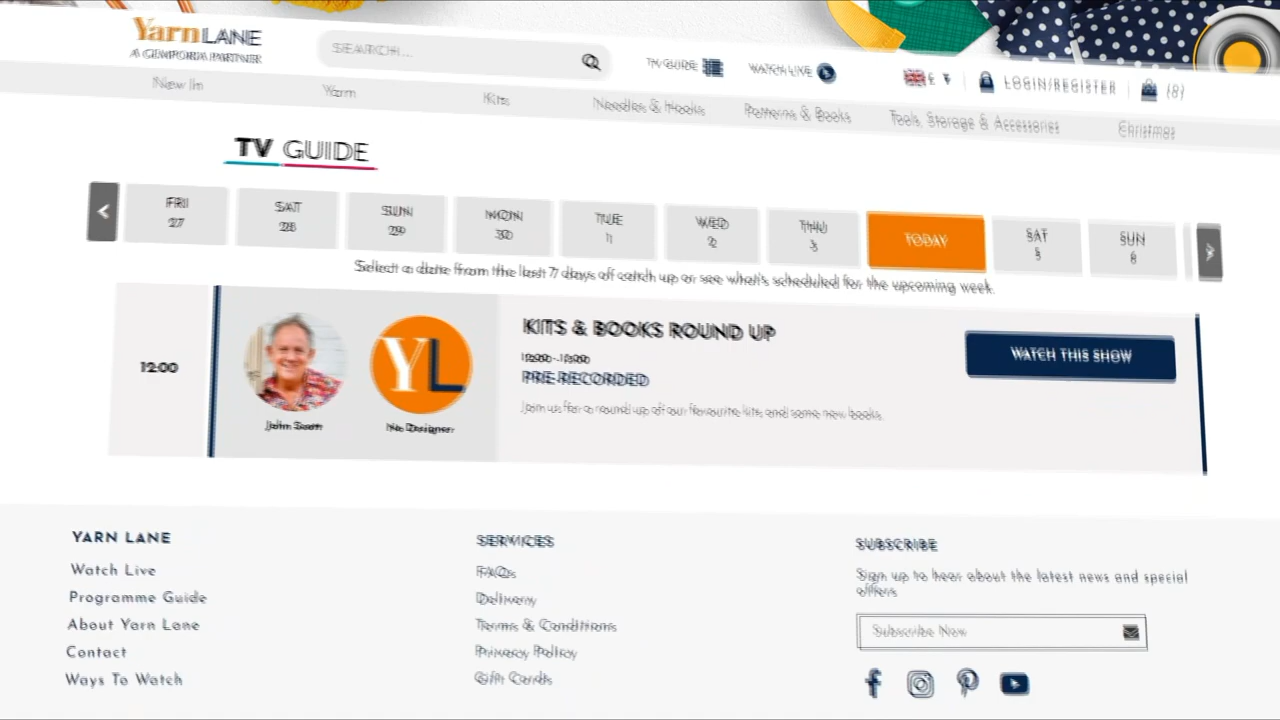 Yarn LANE
A GEMPORIA PARTNER
SEARCH...
TV GUIDE
WATCH LIVE
£
LOGIN/REGISTER
New In
Yarn
Kits
Needles & Hooks
Patterns & Books
Tools, Storage & Accessories
Christmas
TV GUIDE
FRI
27
SAT
28
SUN
29
MON
30
TUE
1
WED
2
THU
3
TODAY
SAT
5
SUN
6
Select a date from the last 7 days of catch up or see what's scheduled for the upcoming week.
12:00
John Scott
No Designer
YL
KITS & BOOKS ROUND UP
12:00 - 13:00
PRE-RECORDED
Join us for a round up of our favourite kits, and some new books.
WATCH THIS SHOW
YARN LANE
Watch Live
Programme Guide
About Yarn Lane
Contact
Ways To Watch
SERVICES
FAQs
Delivery
Terms & Conditions
Privacy Policy
Gift Cards
SUBSCRIBE
Sign up to hear about the latest news and special
offers
Subscribe Now